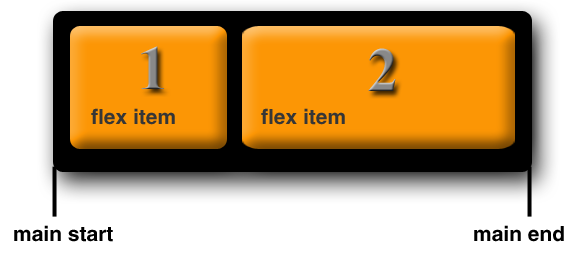 1
2
flex item
flex item
main start
main end